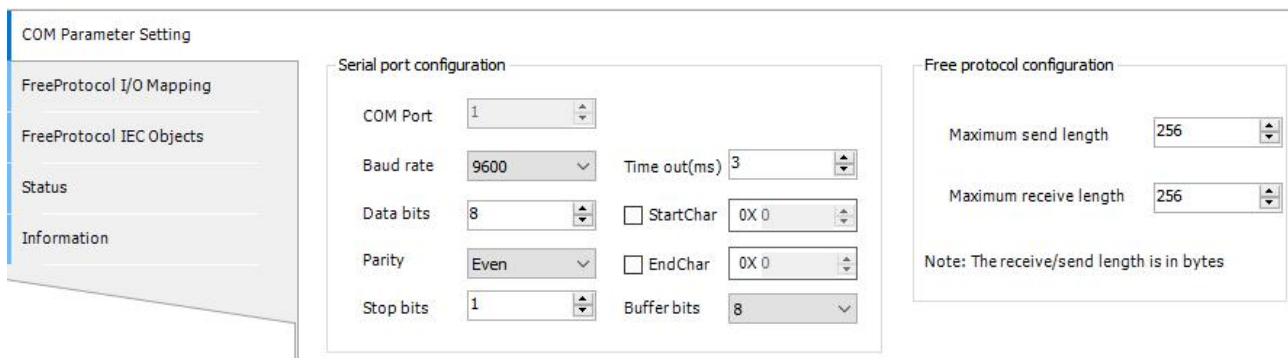 COM Parameter Setting
FreeProtocol I/O Mapping
FreeProtocol IEC Objects
Status
Information
Serial port configuration
COM Port 1
Baud rate 9600 Time out(ms) 3
Data bits 8 StartChar 0X 0
Parity Even EndChar 0X 0
Stop bits 1 Buffer bits 8
Free protocol configuration
Maximum send length 256
Maximum receive length 256
Note: The receive/send length is in bytes